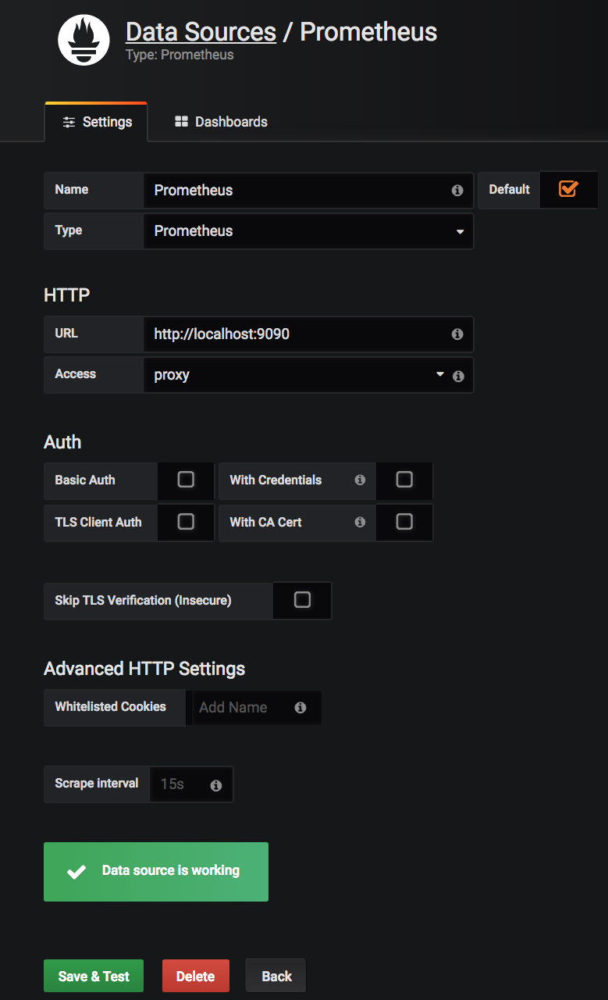 Data Sources / Prometheus
Type: Prometheus
Settings Dashboards
Name Prometheus Default
Type Prometheus
HTTP
URL http://localhost:9090
Access proxy
Auth
Basic Auth With Credentials
TLS Client Auth With CA Cert
Skip TLS Verification (Insecure)
Advanced HTTP Settings
Whitelisted Cookies Add Name
Scrape interval 15s
Data source is working
Save & Test Delete Back